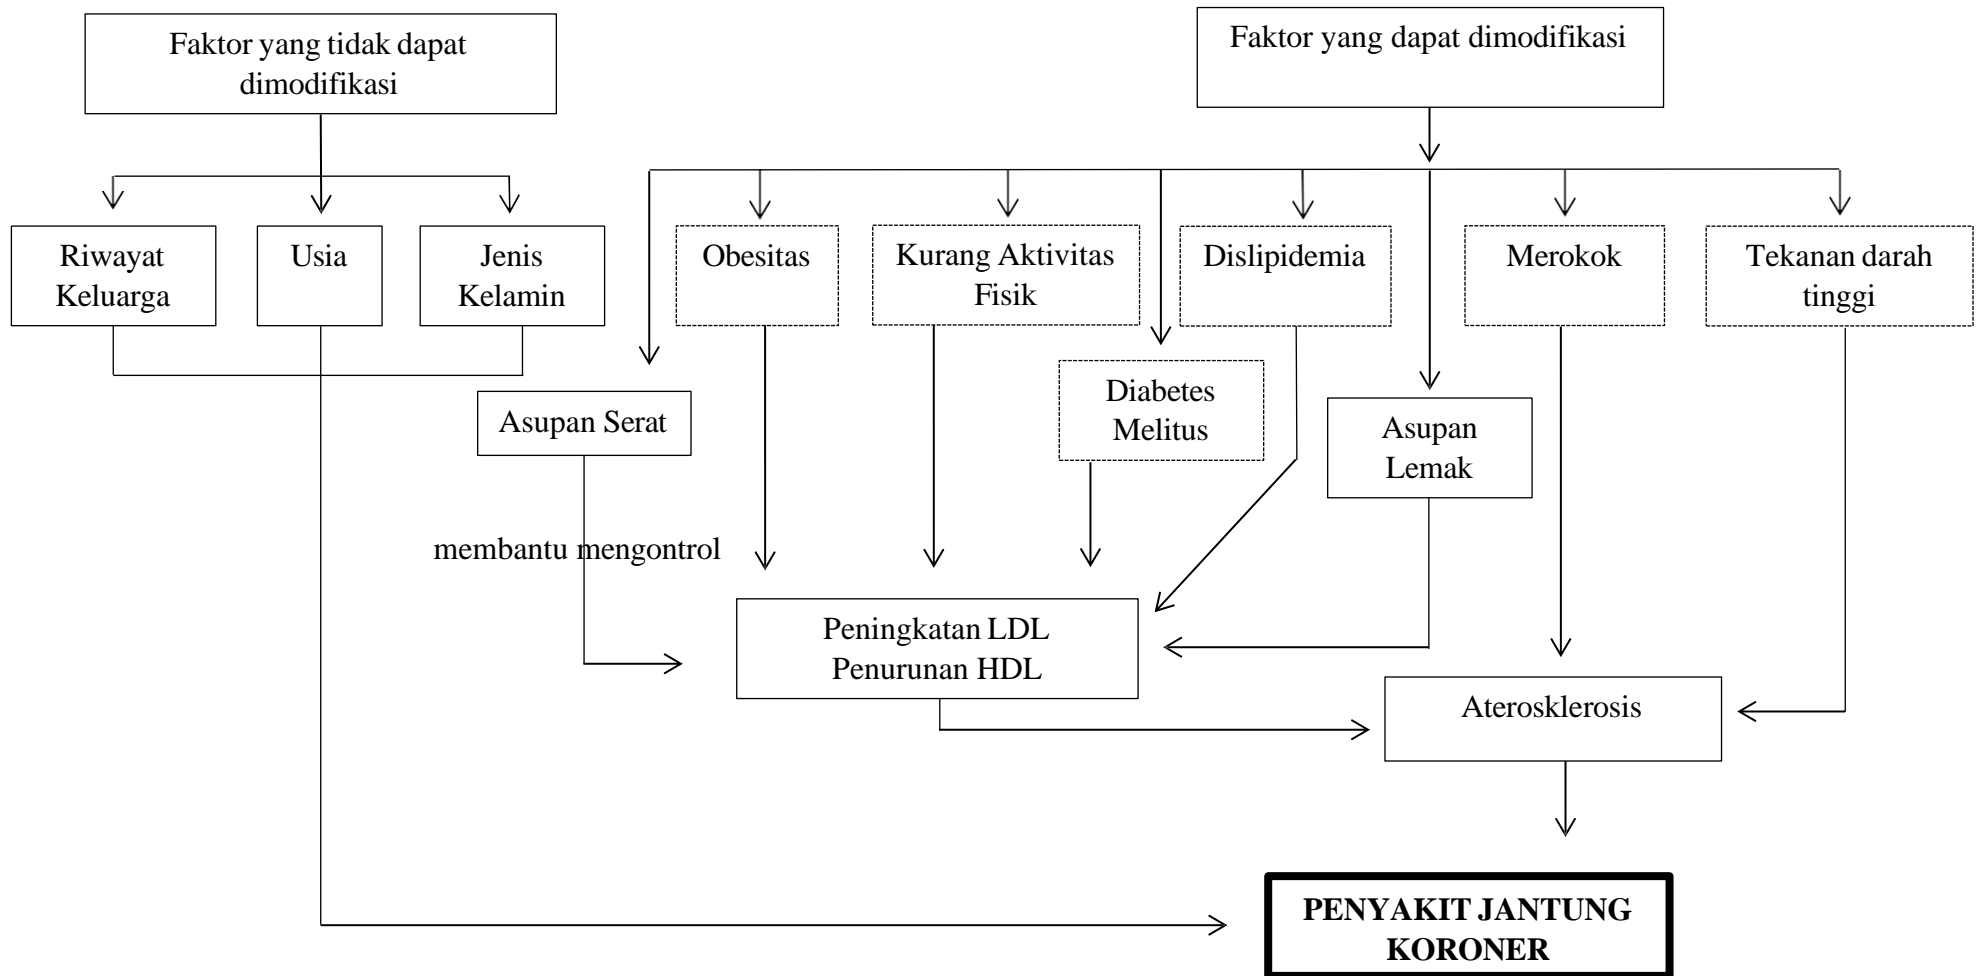 Faktor yang tidak dapat
dimodifikasi
Faktor yang dapat dimodifikasi
Riwayat
Keluarga
Usia
Jenis
Kelamin
Obesitas
Kurang Aktivitas
Fisik
Dislipidemia
Merokok
Tekanan darah
tinggi
Asupan Serat
Diabetes
Melitus
Asupan
Lemak
membantu mengontrol
Peningkatan LDL
Penurunan HDL
Aterosklerosis
PENYAKIT JANTUNG
KORONER